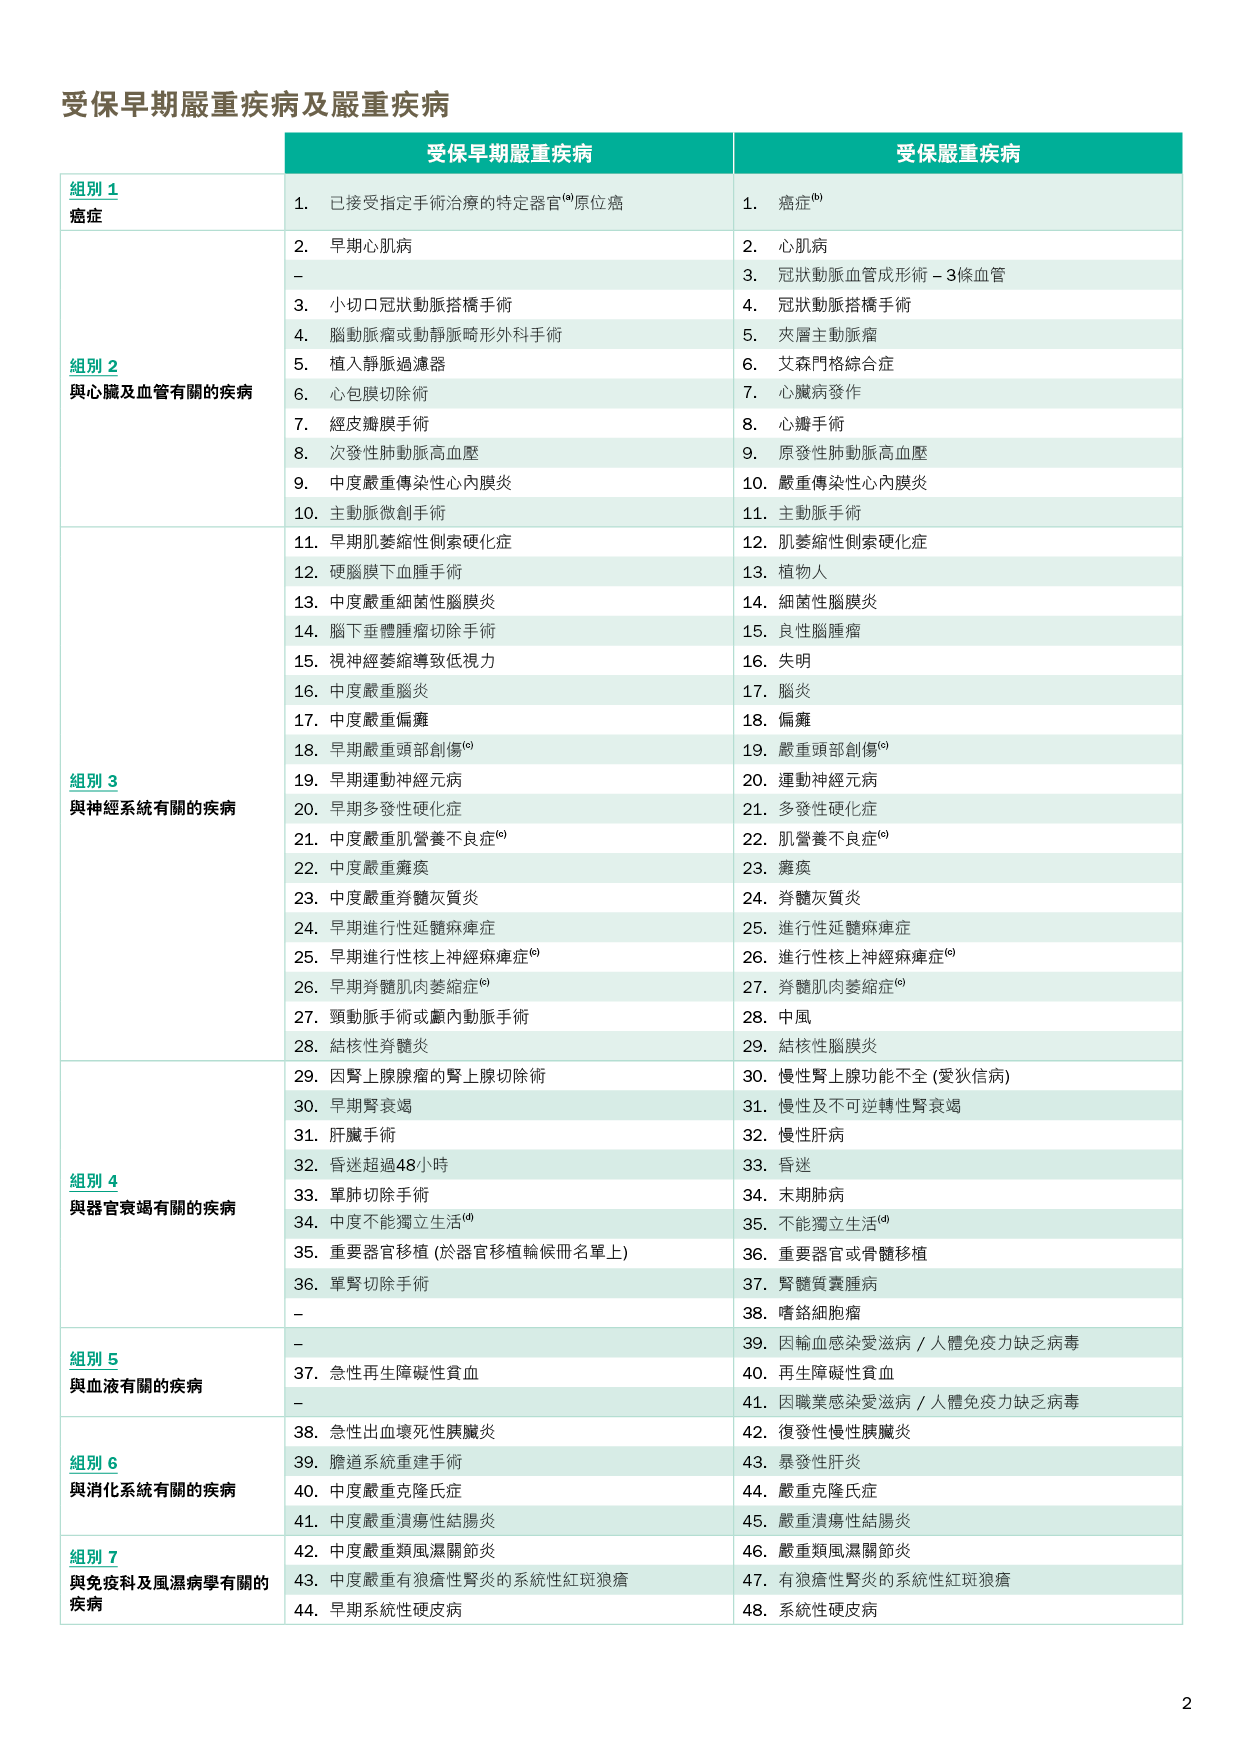 受保早期嚴重疾病及嚴重疾病
受保早期嚴重疾病 受保嚴重疾病
組別 1
癌症
1. 已接受指定手術治療的特定器官(a)原位癌 1. 癌症(b)
組別 2
與心臟及血管有關的疾病
2. 早期心肌病 2. 心肌病
– 3. 冠狀動脈血管成形術 – 3條血管
3. 小切口冠狀動脈搭橋手術 4. 冠狀動脈搭橋手術
4. 腦動脈瘤或動靜脈畸形外科手術 5. 夾層主動脈瘤
5. 植入靜脈過濾器 6. 艾森門格綜合症
6. 心包膜切除術 7. 心臟病發作
7. 經皮瓣膜手術 8. 心瓣手術
8. 次發性肺動脈高血壓 9. 原發性肺動脈高血壓
9. 中度嚴重傳染性心內膜炎 10. 嚴重傳染性心內膜炎
10. 主動脈微創手術 11. 主動脈手術
組別 3
與神經系統有關的疾病
11. 早期肌萎縮性側索硬化症 12. 肌萎縮性側索硬化症
12. 硬腦膜下血腫手術 13. 植物人
13. 中度嚴重細菌性腦膜炎 14. 細菌性腦膜炎
14. 腦下垂體腫瘤切除手術 15. 良性腦腫瘤
15. 視神經萎縮導致低視力 16. 失明
16. 中度嚴重腦炎 17. 腦炎
17. 中度嚴重偏癱 18. 偏癱
18. 早期嚴重頭部創傷(c) 19. 嚴重頭部創傷(c)
19. 早期運動神經元病 20. 運動神經元病
20. 早期多發性硬化症 21. 多發性硬化症
21. 中度嚴重肌營養不良症(c) 22. 肌營養不良症(c)
22. 中度嚴重癱瘓 23. 癱瘓
23. 中度嚴重脊髓灰質炎 24. 脊髓灰質炎
24. 早期進行性延髓麻痺症 25. 進行性延髓麻痺症
25. 早期進行性核上神經麻痺症(c) 26. 進行性核上神經麻痺症(c)
26. 早期脊髓肌肉萎縮症(c) 27. 脊髓肌肉萎縮症(c)
27. 頸動脈手術或顱內動脈手術 28. 中風
28. 結核性脊髓炎 29. 結核性腦膜炎
組別 4
與器官衰竭有關的疾病
29. 因腎上腺腺瘤的腎上腺切除術 30. 慢性腎上腺功能不全 (愛狄信病)
30. 早期腎衰竭 31. 慢性及不可逆轉性腎衰竭
31. 肝臟手術 32. 慢性肝病
32. 昏迷超過48小時 33. 昏迷
33. 單肺切除手術 34. 末期肺病
34. 中度不能獨立生活(d) 35. 不能獨立生活(d)
35. 重要器官移植 (於器官移植輪候冊名單上) 36. 重要器官或骨髓移植
36. 單腎切除手術 37. 腎髓質囊腫病
– 38. 嗜鉻細胞瘤
組別 5
與血液有關的疾病
– 39. 因輸血感染愛滋病 / 人體免疫力缺乏病毒
37. 急性再生障礙性貧血 40. 再生障礙性貧血
– 41. 因職業感染愛滋病 / 人體免疫力缺乏病毒
組別 6
與消化系統有關的疾病
38. 急性出血壞死性胰臟炎 42. 復發性慢性胰臟炎
39. 膽道系統重建手術 43. 暴發性肝炎
40. 中度嚴重克隆氏症 44. 嚴重克隆氏症
41. 中度嚴重潰瘍性結腸炎 45. 嚴重潰瘍性結腸炎
組別 7
與免疫科及風濕病學有關的
疾病
42. 中度嚴重類風濕關節炎 46. 嚴重類風濕關節炎
43. 中度嚴重有狼瘡性腎炎的系統性紅斑狼瘡 47. 有狼瘡性腎炎的系統性紅斑狼瘡
44. 早期系統性硬皮病 48. 系統性硬皮病
2